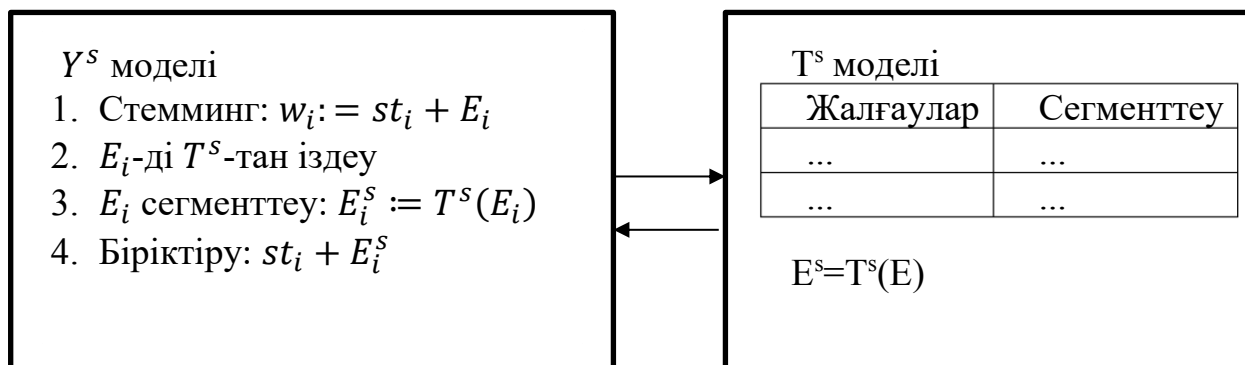 Yˢ моделі
1. Стемминг: wᵢ: = stᵢ + Eᵢ
2. Eᵢ-ді Tˢ-тан іздеу
3. Eᵢ сегменттеу: Eᵢˢ ≔ Tˢ(Eᵢ)
4. Біріктіру: stᵢ + Eᵢˢ
Tˢ моделі
Жалғаулар Сегменттеу
... ...
... ...
Eˢ=Tˢ(E)